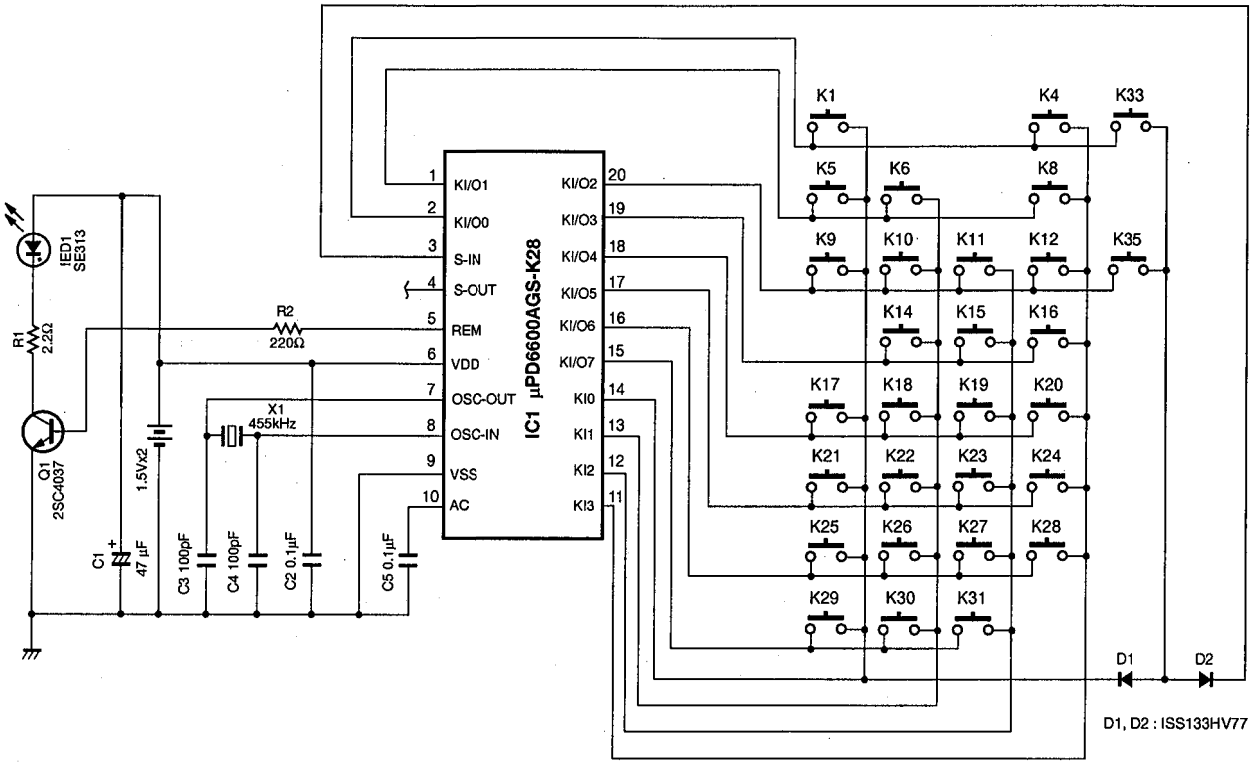 K1
K4
K33
K5
K6
K8
K9
K10
K11
K12
K35
K14
K15
K16
K17
K18
K19
K20
K21
K22
K23
K24
K25
K26
K27
K28
K29
K30
K31
1 KI/O1
2 KI/O0
3 S-IN
4 S-OUT
5 REM
6 VDD
7 OSC-OUT
8 OSC-IN
9 VSS
10 AC
KI/O2 20
KI/O3 19
KI/O4 18
KI/O5 17
KI/O6 16
KI/O7 15
KI0 14
KI1 13
KI2 12
KI3 11
IC1 μPD6600AGS-K28
IED1
SE313
R1
2.2Ω
R2
220Ω
Q1
2SC4037
1.5Vx2
X1
455kHz
C1 +
47 μF
C3 100pF
C4 100pF
C2 0.1μF
C5 0.1μF
D1
D2
D1, D2 : ISS133HV77